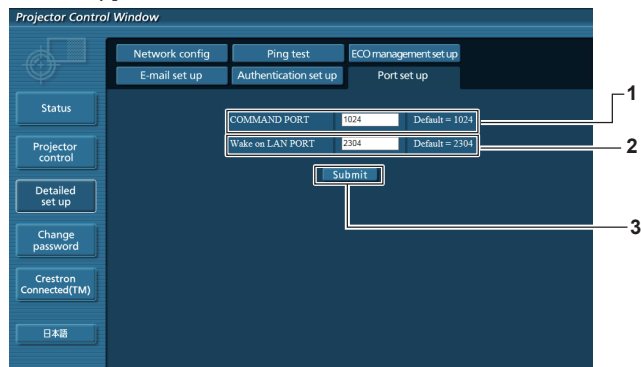 Projector Control Window
Network config Ping test ECO management set up
E-mail set up Authentication set up Port set up
Status
Projector control
Detailed set up
Change password
Crestron Connected(TM)
日本語
COMMAND PORT 1024 Default = 1024
Wake on LAN PORT 2304 Default = 2304
Submit
1
2
3